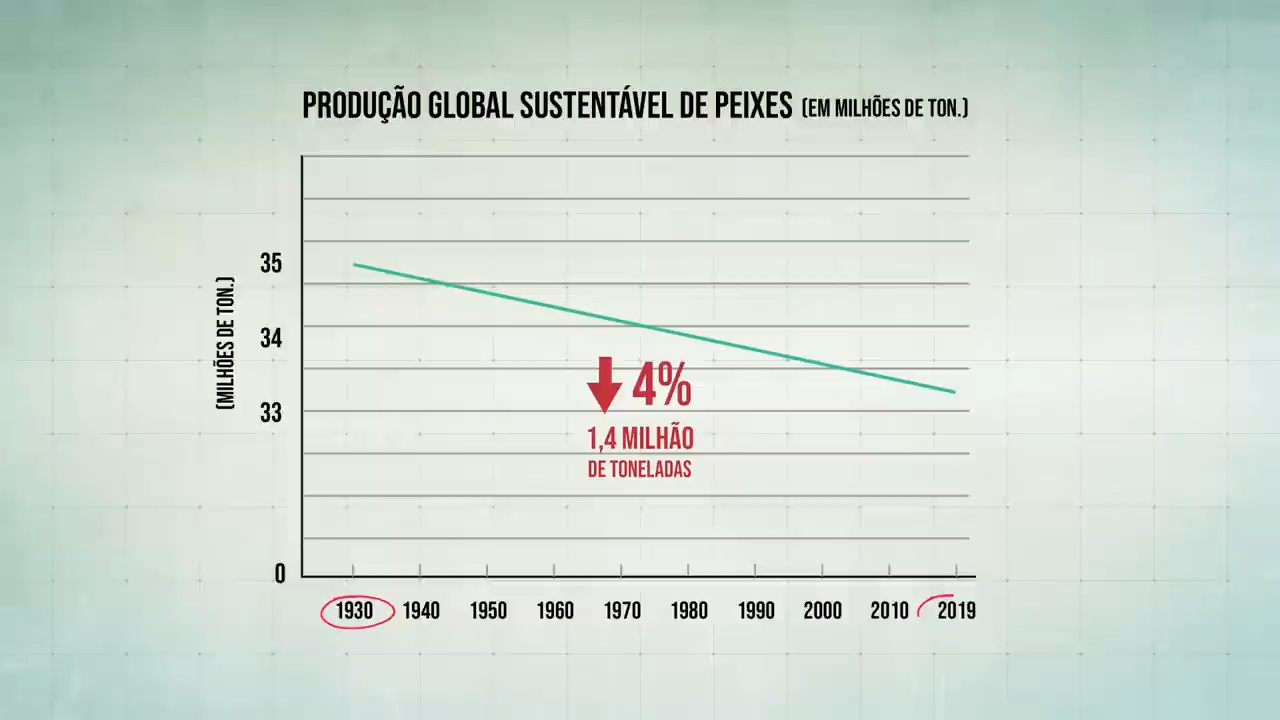 PRODUÇÃO GLOBAL SUSTENTÁVEL DE PEIXES (EM MILHÕES DE TON.)
(MILHÕES DE TON.)
35
34
33
0
4%
1,4 MILHÃO
DE TONELADAS
1930 1940 1950 1960 1970 1980 1990 2000 2010 2019